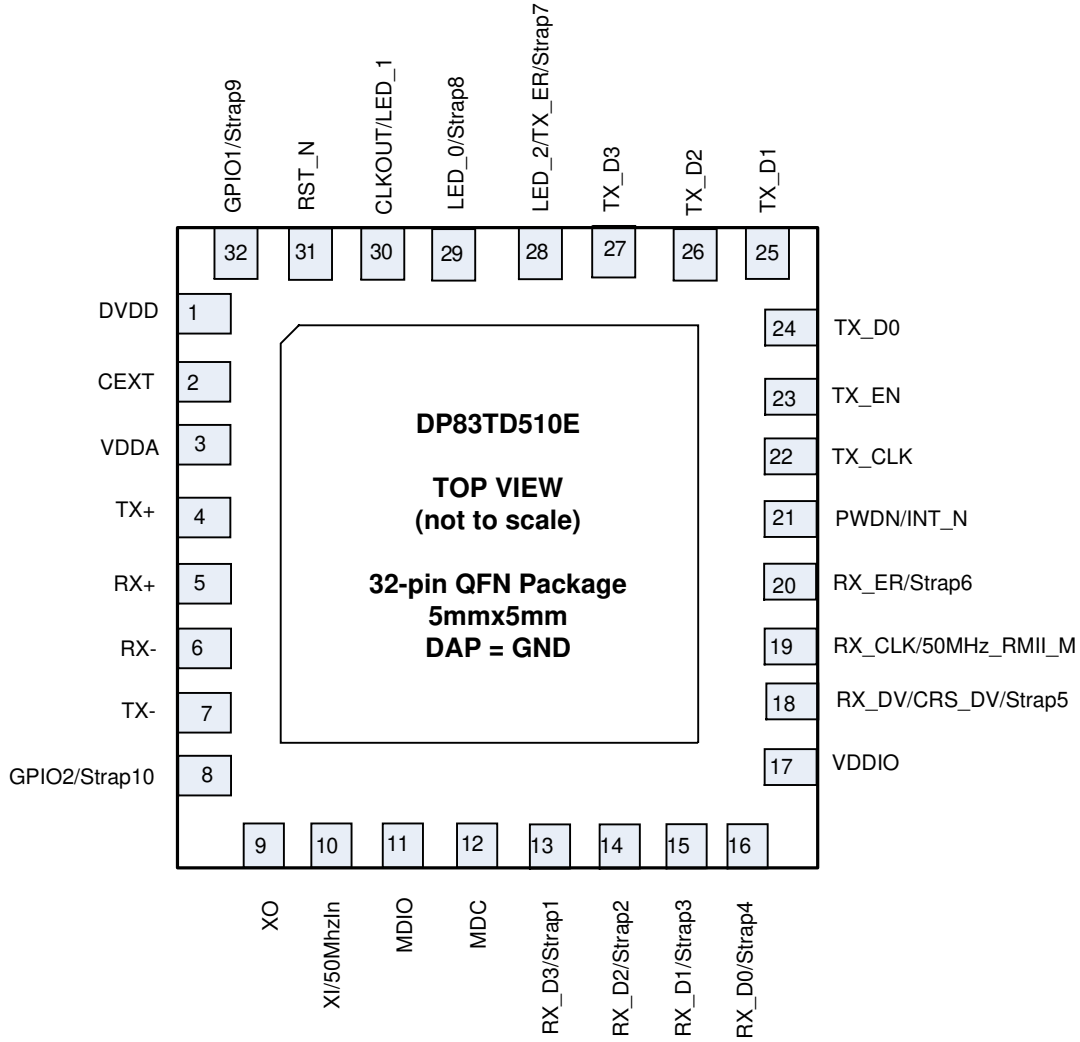 GPIO1/Strap9
RST_N
CLKOUT/LED_1
LED_0/Strap8
LED_2/TX_ER/Strap7
TX_D3
TX_D2
TX_D1
32
31
30
29
28
27
26
25
DVDD
1
CEXT
2
VDDA
3
TX+
4
RX+
5
RX-
6
TX-
7
GPIO2/Strap10
8
DP83TD510E
TOP VIEW
(not to scale)
32-pin QFN Package
5mmx5mm
DAP = GND
24
TX_D0
23
TX_EN
22
TX_CLK
21
PWDN/INT_N
20
RX_ER/Strap6
19
RX_CLK/50MHz_RMII_M
18
RX_DV/CRS_DV/Strap5
17
VDDIO
9
10
11
12
13
14
15
16
XO
XI/50MhzIn
MDIO
MDC
RX_D3/Strap1
RX_D2/Strap2
RX_D1/Strap3
RX_D0/Strap4